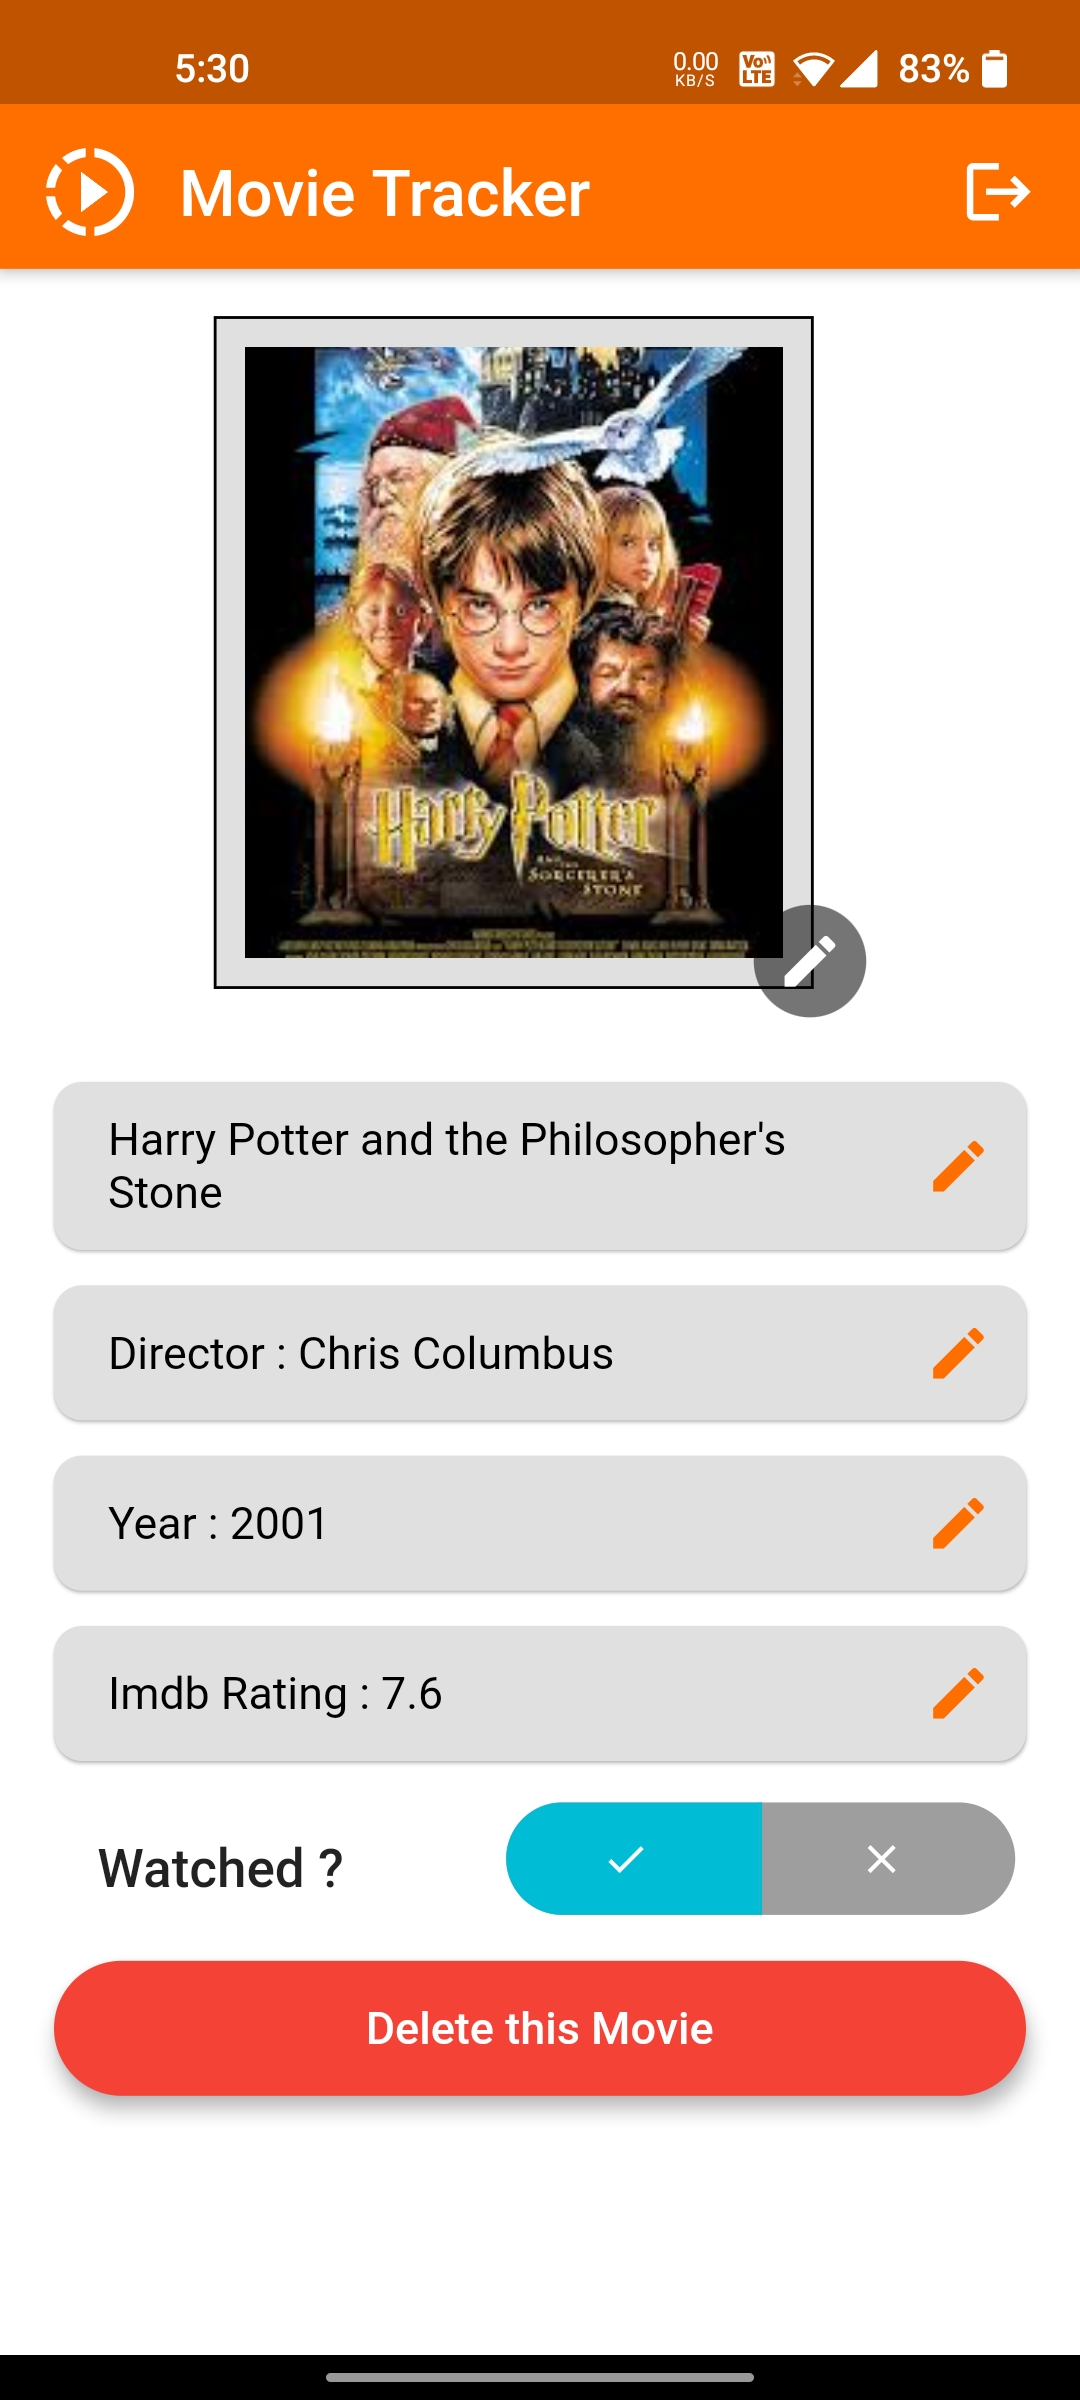 5:30
0.00
KB/S
Vo
LTE
83%
Movie Tracker
Harry Potter
AND THE
SORCERER'S
STONE
Harry Potter and the Philosopher's
Stone
Director : Chris Columbus
Year : 2001
Imdb Rating : 7.6
Watched ?
Delete this Movie